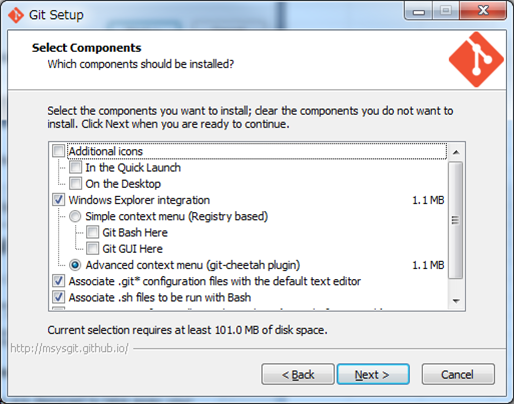 Git Setup
Select Components
Which components should be installed?
Select the components you want to install; clear the components you do not want to
install. Click Next when you are ready to continue.
Additional icons
In the Quick Launch
On the Desktop
Windows Explorer integration 1.1 MB
Simple context menu (Registry based)
Git Bash Here
Git GUI Here
Advanced context menu (git-cheetah plugin) 1.1 MB
Associate .git* configuration files with the default text editor
Associate .sh files to be run with Bash
Current selection requires at least 101.0 MB of disk space.
http://msysgit.github.io/
< Back
Next >
Cancel